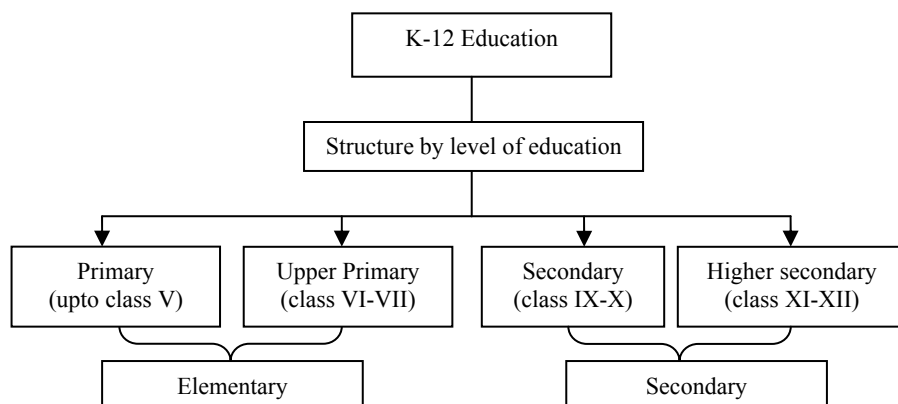 K-12 Education
Structure by level of education
Primary
(upto class V)
Upper Primary
(class VI-VII)
Secondary
(class IX-X)
Higher secondary
(class XI-XII)
Elementary
Secondary